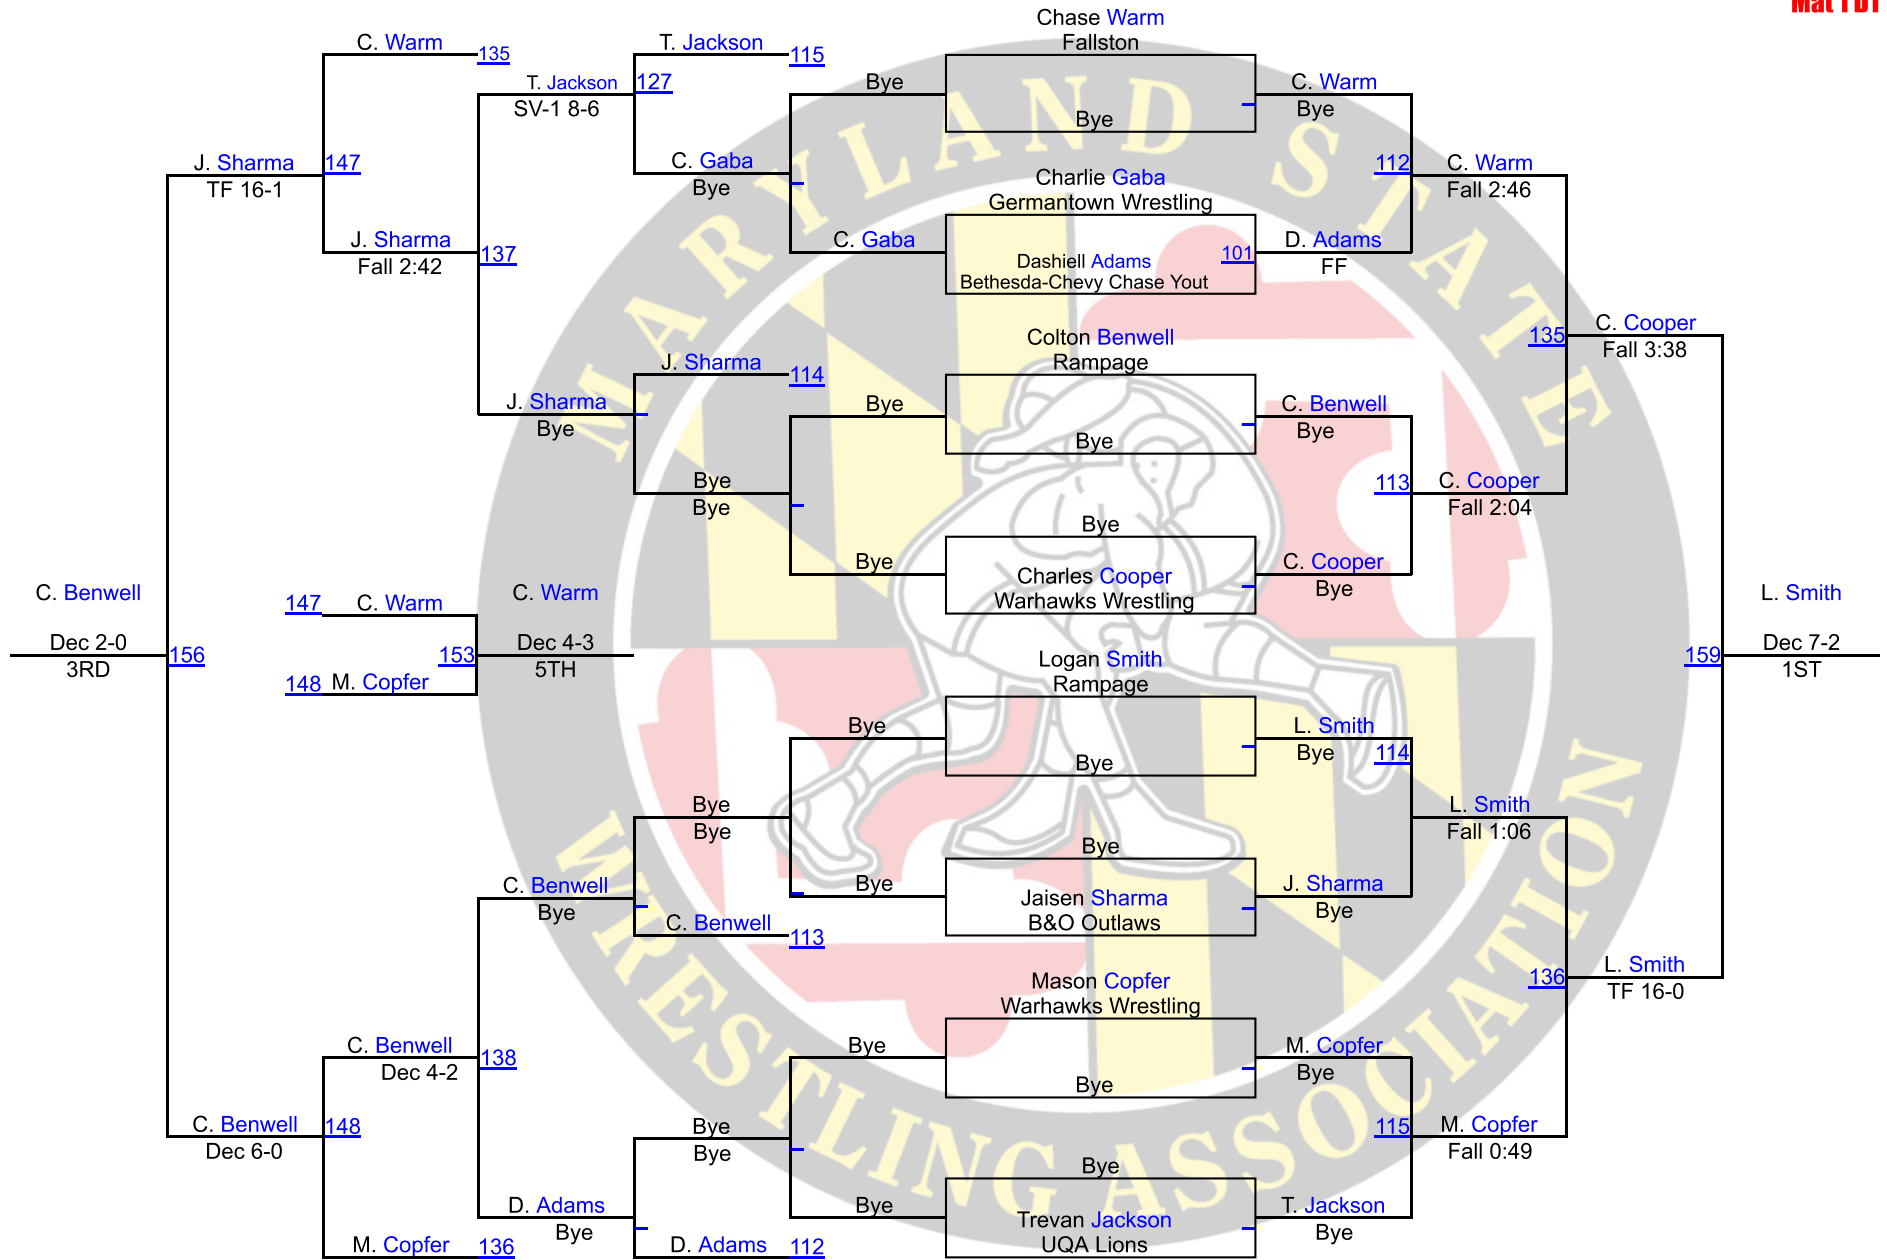 Mat FDT
Chase Warm
Fallston
Bye
C. Warm
Bye
Charlie Gaba
Germantown Wrestling
Dashiell Adams
Bethesda-Chevy Chase Yout
101
D. Adams
FF
Colton Benwell
Rampage
Bye
C. Benwell
Bye
Bye
Charles Cooper
Warhawks Wrestling
C. Cooper
Bye
Logan Smith
Rampage
Bye
L. Smith
Bye
Bye
Jaisen Sharma
B&O Outlaws
J. Sharma
Bye
Mason Copfer
Warhawks Wrestling
Bye
M. Copfer
Bye
Bye
Trevan Jackson
UQA Lions
T. Jackson
Bye
112
C. Warm
Fall 2:46
113
C. Cooper
Fall 2:04
114
L. Smith
Fall 1:06
115
M. Copfer
Fall 0:49
135
C. Cooper
Fall 3:38
136
L. Smith
TF 16-0
159
L. Smith
Dec 7-2
1ST
Bye
C. Gaba
Bye
Bye
Bye
Bye
Bye
Bye
T. Jackson
115
C. Gaba
Bye
J. Sharma
114
Bye
Bye
Bye
Bye
C. Benwell
113
Bye
Bye
D. Adams
112
T. Jackson
127
SV-1 8-6
J. Sharma
Bye
C. Benwell
Bye
D. Adams
Bye
C. Warm
135
J. Sharma
137
Fall 2:42
C. Benwell
138
Dec 4-2
M. Copfer
136
J. Sharma
147
TF 16-1
C. Benwell
148
Dec 6-0
C. Benwell
Dec 2-0
156
3RD
147
C. Warm
148
M. Copfer
153
C. Warm
Dec 4-3
5TH
MARYLAND STATE
WRESTLING ASSOCIATION